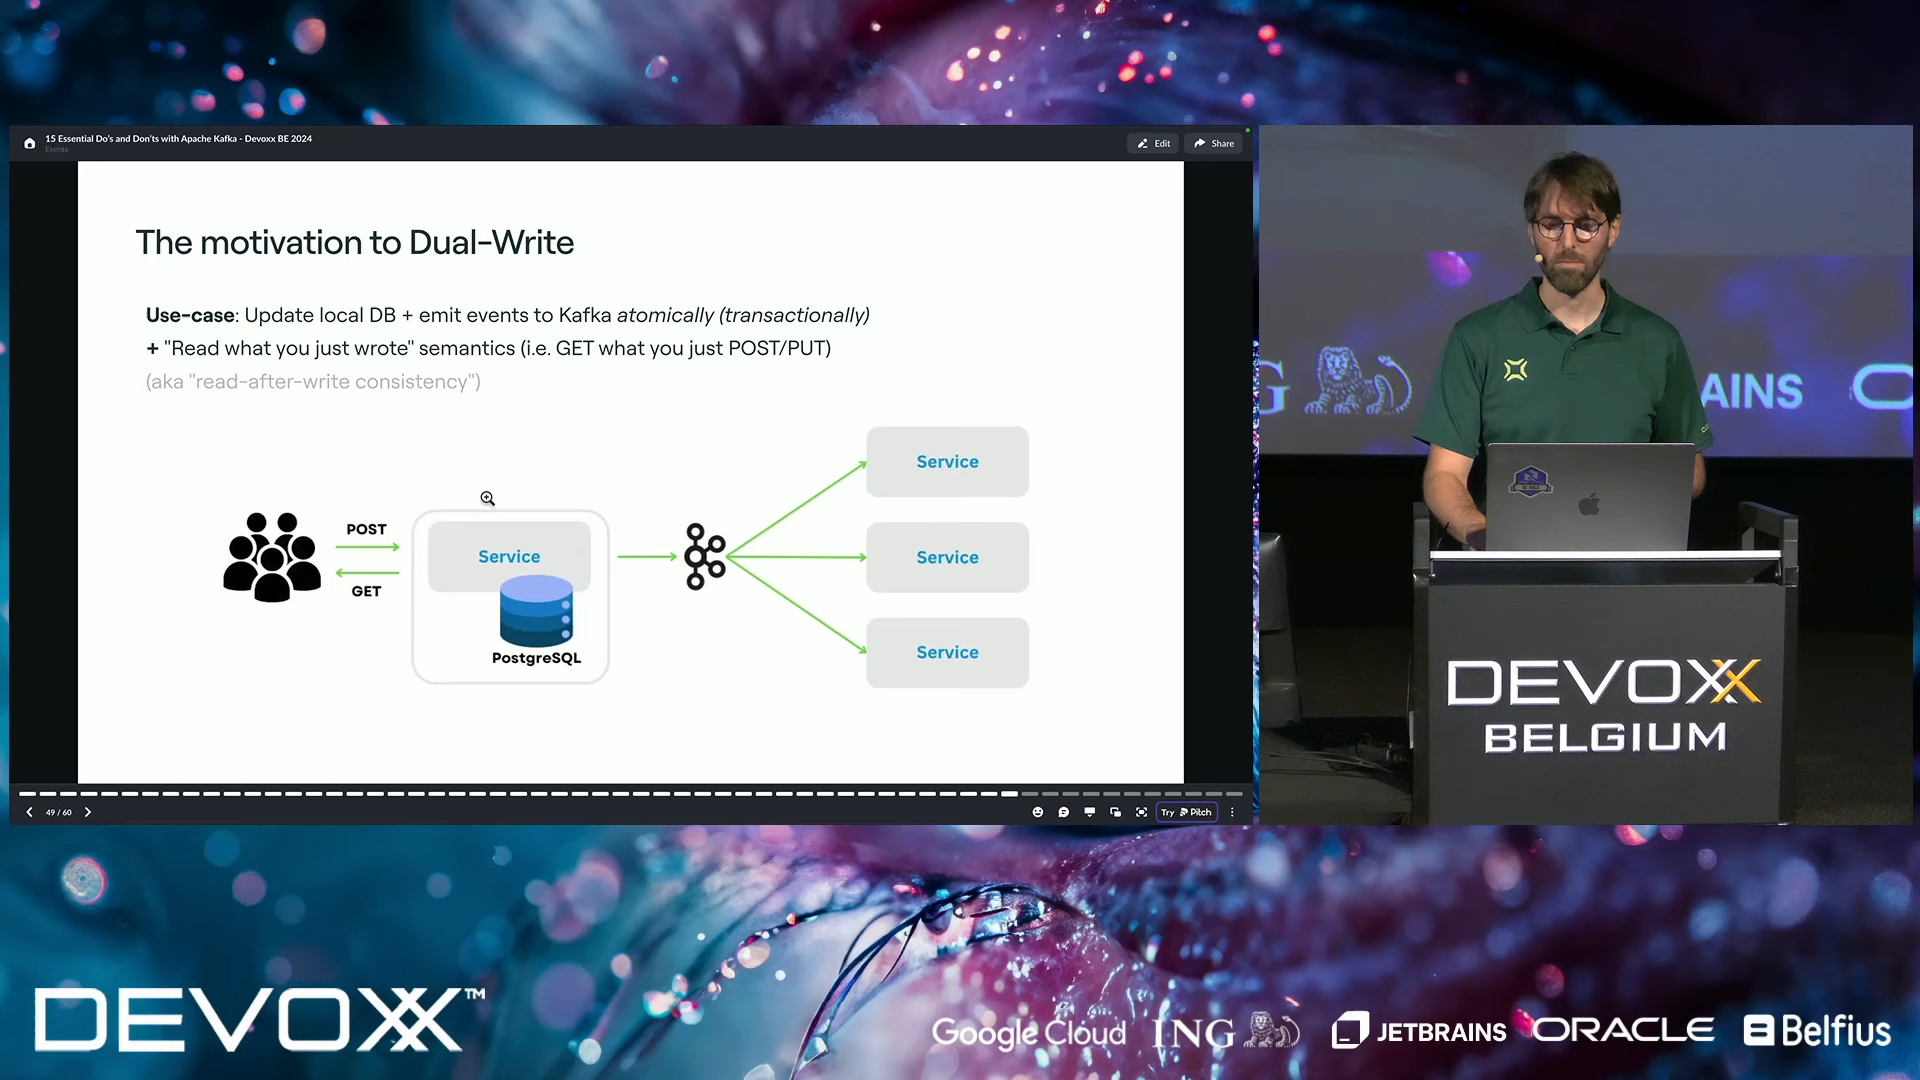 15 Essential Do's and Don'ts with Apache Kafka - Devoxx BE 2024
Events
Edit
Share
The motivation to Dual-Write
Use-case: Update local DB + emit events to Kafka atomically (transactionally)
+ "Read what you just wrote" semantics (i.e. GET what you just POST/PUT)
(aka "read-after-write consistency")
POST
GET
Service
PostgreSQL
Service
Service
Service
49 / 60
Try Pitch
G
AINS
DEVOXX
BELGIUM
DEVOXX™
Google Cloud
ING
JETBRAINS
ORACLE
Belfius